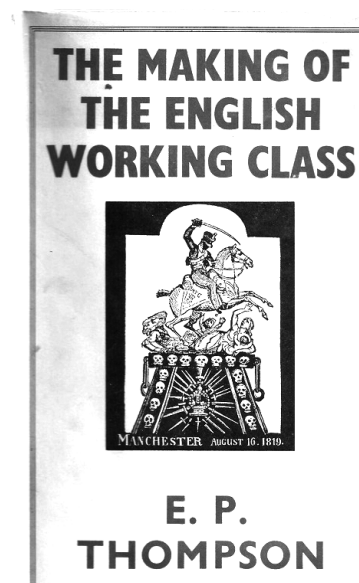 THE MAKING OF
THE ENGLISH
WORKING CLASS
MANCHESTER AUGUST 16. 1819.
E. P.
THOMPSON